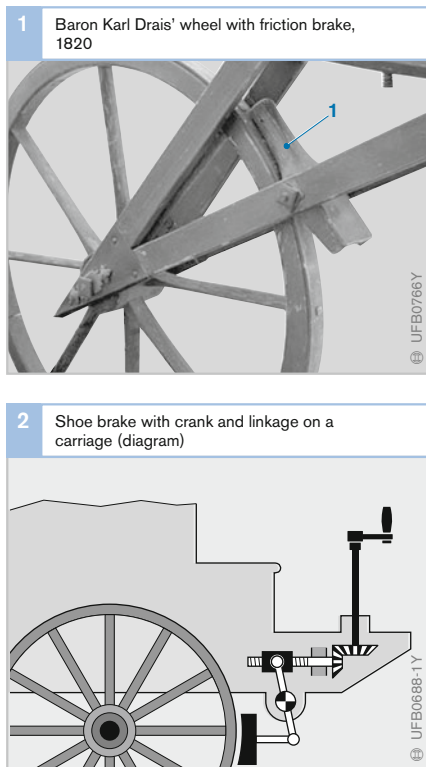 1 Baron Karl Drais’ wheel with friction brake,
1820
1
UFB0766Y
2 Shoe brake with crank and linkage on a
carriage (diagram)
UFB0688-1Y